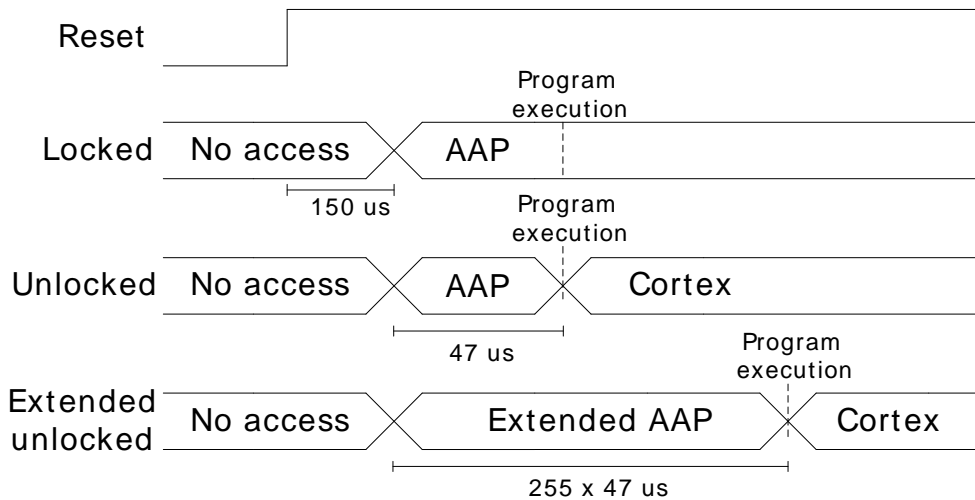 Reset
Program
execution
Locked No access AAP
150 us
Program
execution
Unlocked No access AAP Cortex
47 us
Program
execution
Extended
unlocked
No access Extended AAP Cortex
255 x 47 us